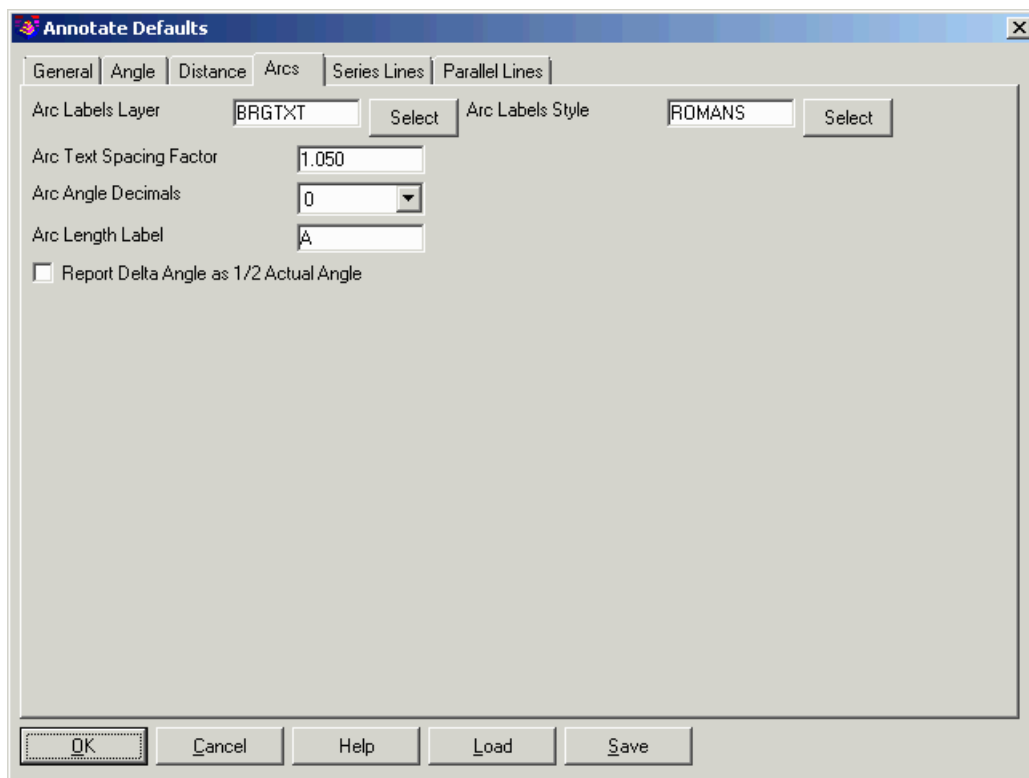 Annotate Defaults
General Angle Distance Arcs Series Lines Parallel Lines
Arc Labels Layer BRGTXT Select Arc Labels Style ROMANS Select
Arc Text Spacing Factor 1.050
Arc Angle Decimals 0
Arc Length Label A
Report Delta Angle as 1/2 Actual Angle
OK Cancel Help Load Save